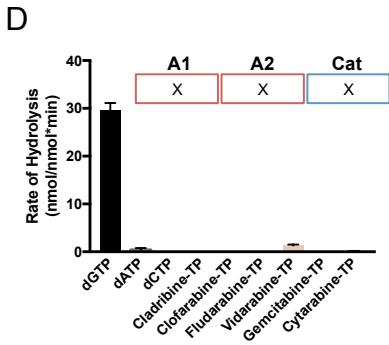 D
A1 A2 Cat
X X X
Rate of Hydrolysis
(nmol/nmol*min)
40
30
20
10
0
dGTP
dATP
dCTP
Cladribine-TP
Clofarabine-TP
Fludarabine-TP
Vidarabine-TP
Gemcitabine-TP
Cytarabine-TP